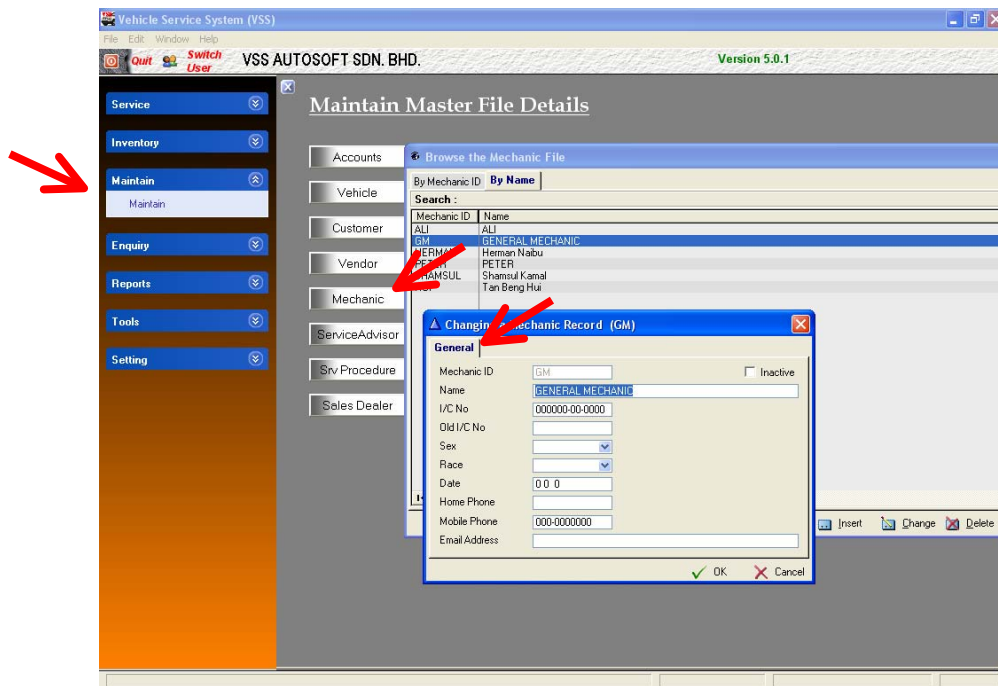 Vehicle Service System (VSS)
File Edit Window Help
Quit Switch User VSS AUTOSOFT SDN. BHD. Version 5.0.1
Service
Inventory
Maintain
Maintain
Enquiry
Reports
Tools
Setting
Maintain Master File Details
Accounts
Vehicle
Customer
Vendor
Mechanic
ServiceAdvisor
Srv Procedure
Sales Dealer
Browse the Mechanic File
By Mechanic ID By Name
Search :
Mechanic ID Name
ALI ALI
GM GENERAL MECHANIC
Herman Naibu
PETER PETER
SHAMSUL Shamsul Kamal
Tan Beng Hui
Changing a Mechanic Record (GM)
General
Mechanic ID GM Inactive
Name GENERAL MECHANIC
I/C No 000000-00-0000
Old I/C No
Sex
Race
Date 0 0 0
Home Phone
Mobile Phone 000-0000000
Email Address
OK Cancel
Insert Change Delete